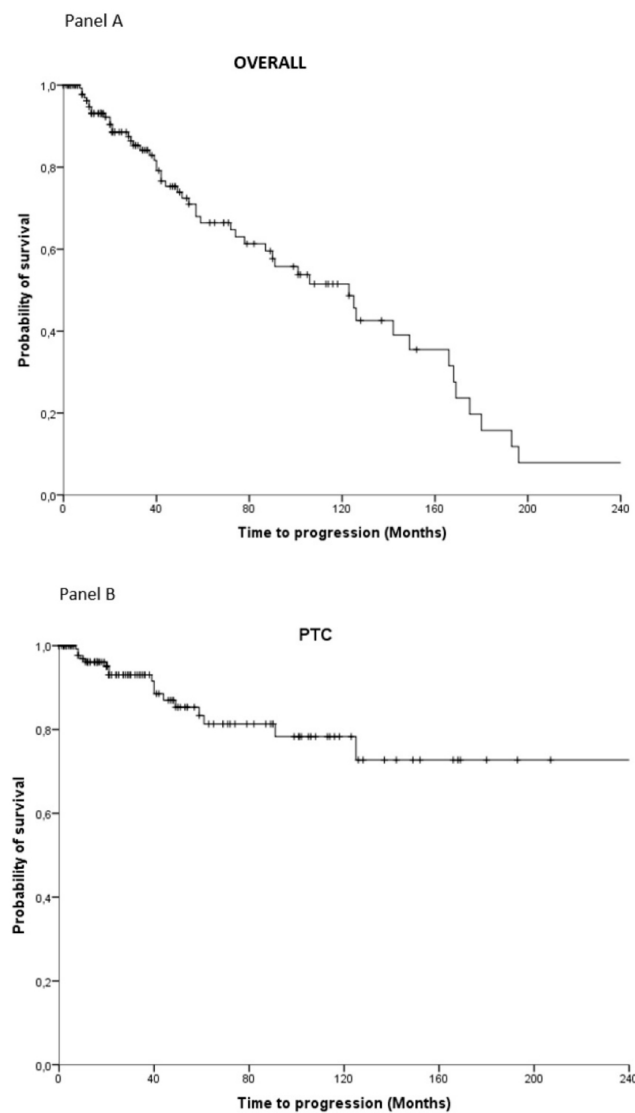 Panel A
OVERALL
1,0
0,8
0,6
0,4
0,2
0,0
Probability of survival
0 40 80 120 160 200 240
Time to progression (Months)
Panel B
PTC
1,0
0,8
0,6
0,4
0,2
0,0
Probability of survival
0 40 80 120 160 200 240
Time to progression (Months)